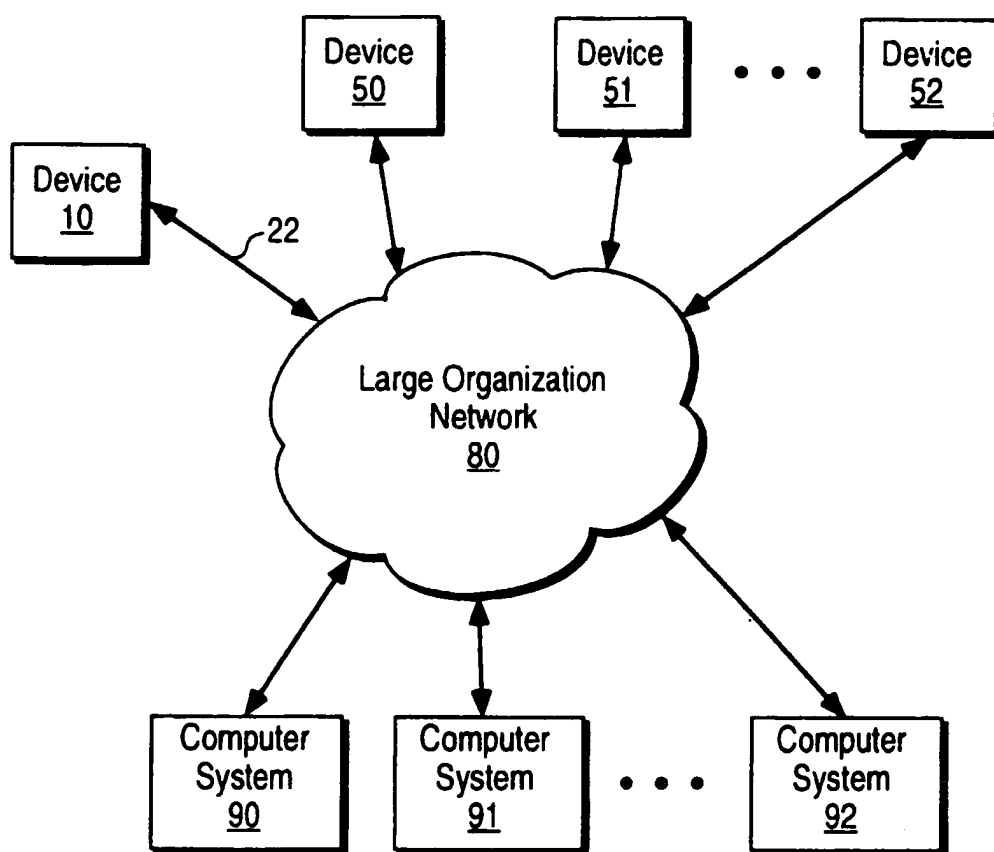 Device
50
Device
51
Device
52
Device
10
22
Large Organization
Network
80
Computer
System
90
Computer
System
91
Computer
System
92